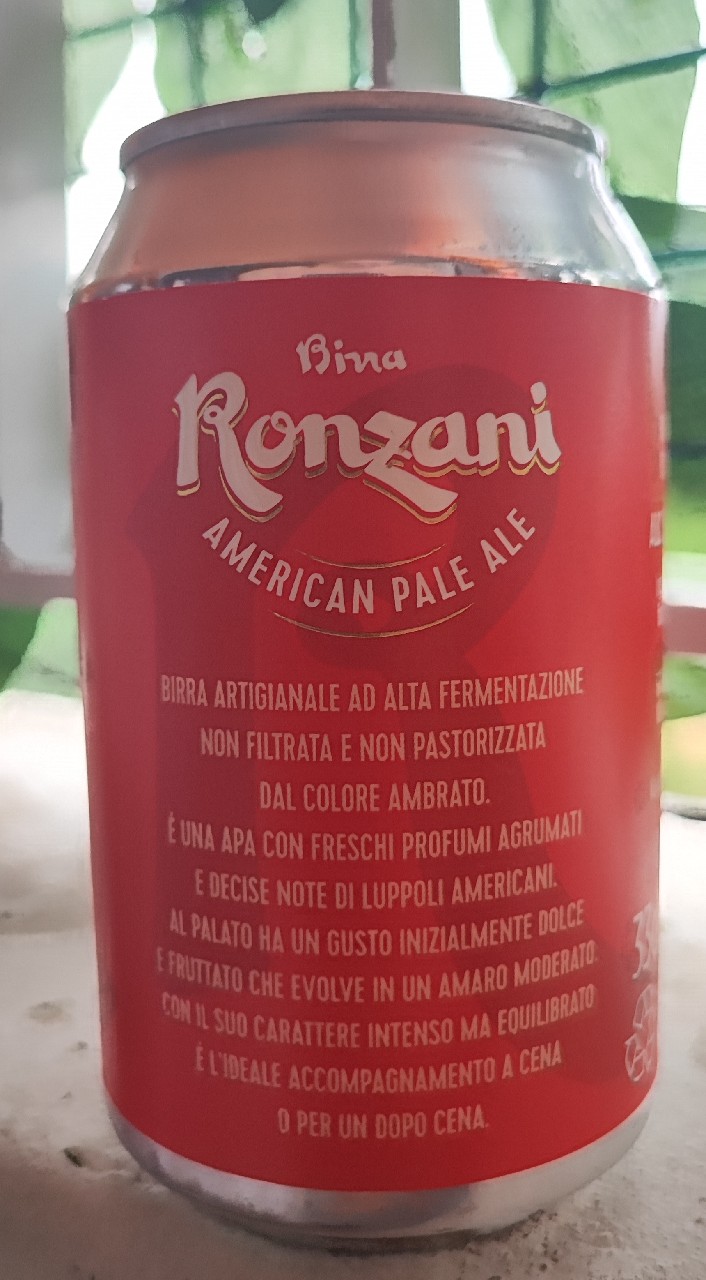 Birra
Ronzani
AMERICAN PALE ALE
BIRRA ARTIGIANALE AD ALTA FERMENTAZIONE
NON FILTRATA E NON PASTORIZZATA
DAL COLORE AMBRATO.
È UNA APA CON FRESCHI PROFUMI AGRUMATI
E DECISE NOTE DI LUPPOLI AMERICANI.
AL PALATO HA UN GUSTO INIZIALMENTE DOLCE
E FRUTTATO CHE EVOLVE IN UN AMARO MODERATO.
CON IL SUO CARATTERE INTENSO MA EQUILIBRATO
È L'IDEALE ACCOMPAGNAMENTO A CENA
O PER UN DOPO CENA.